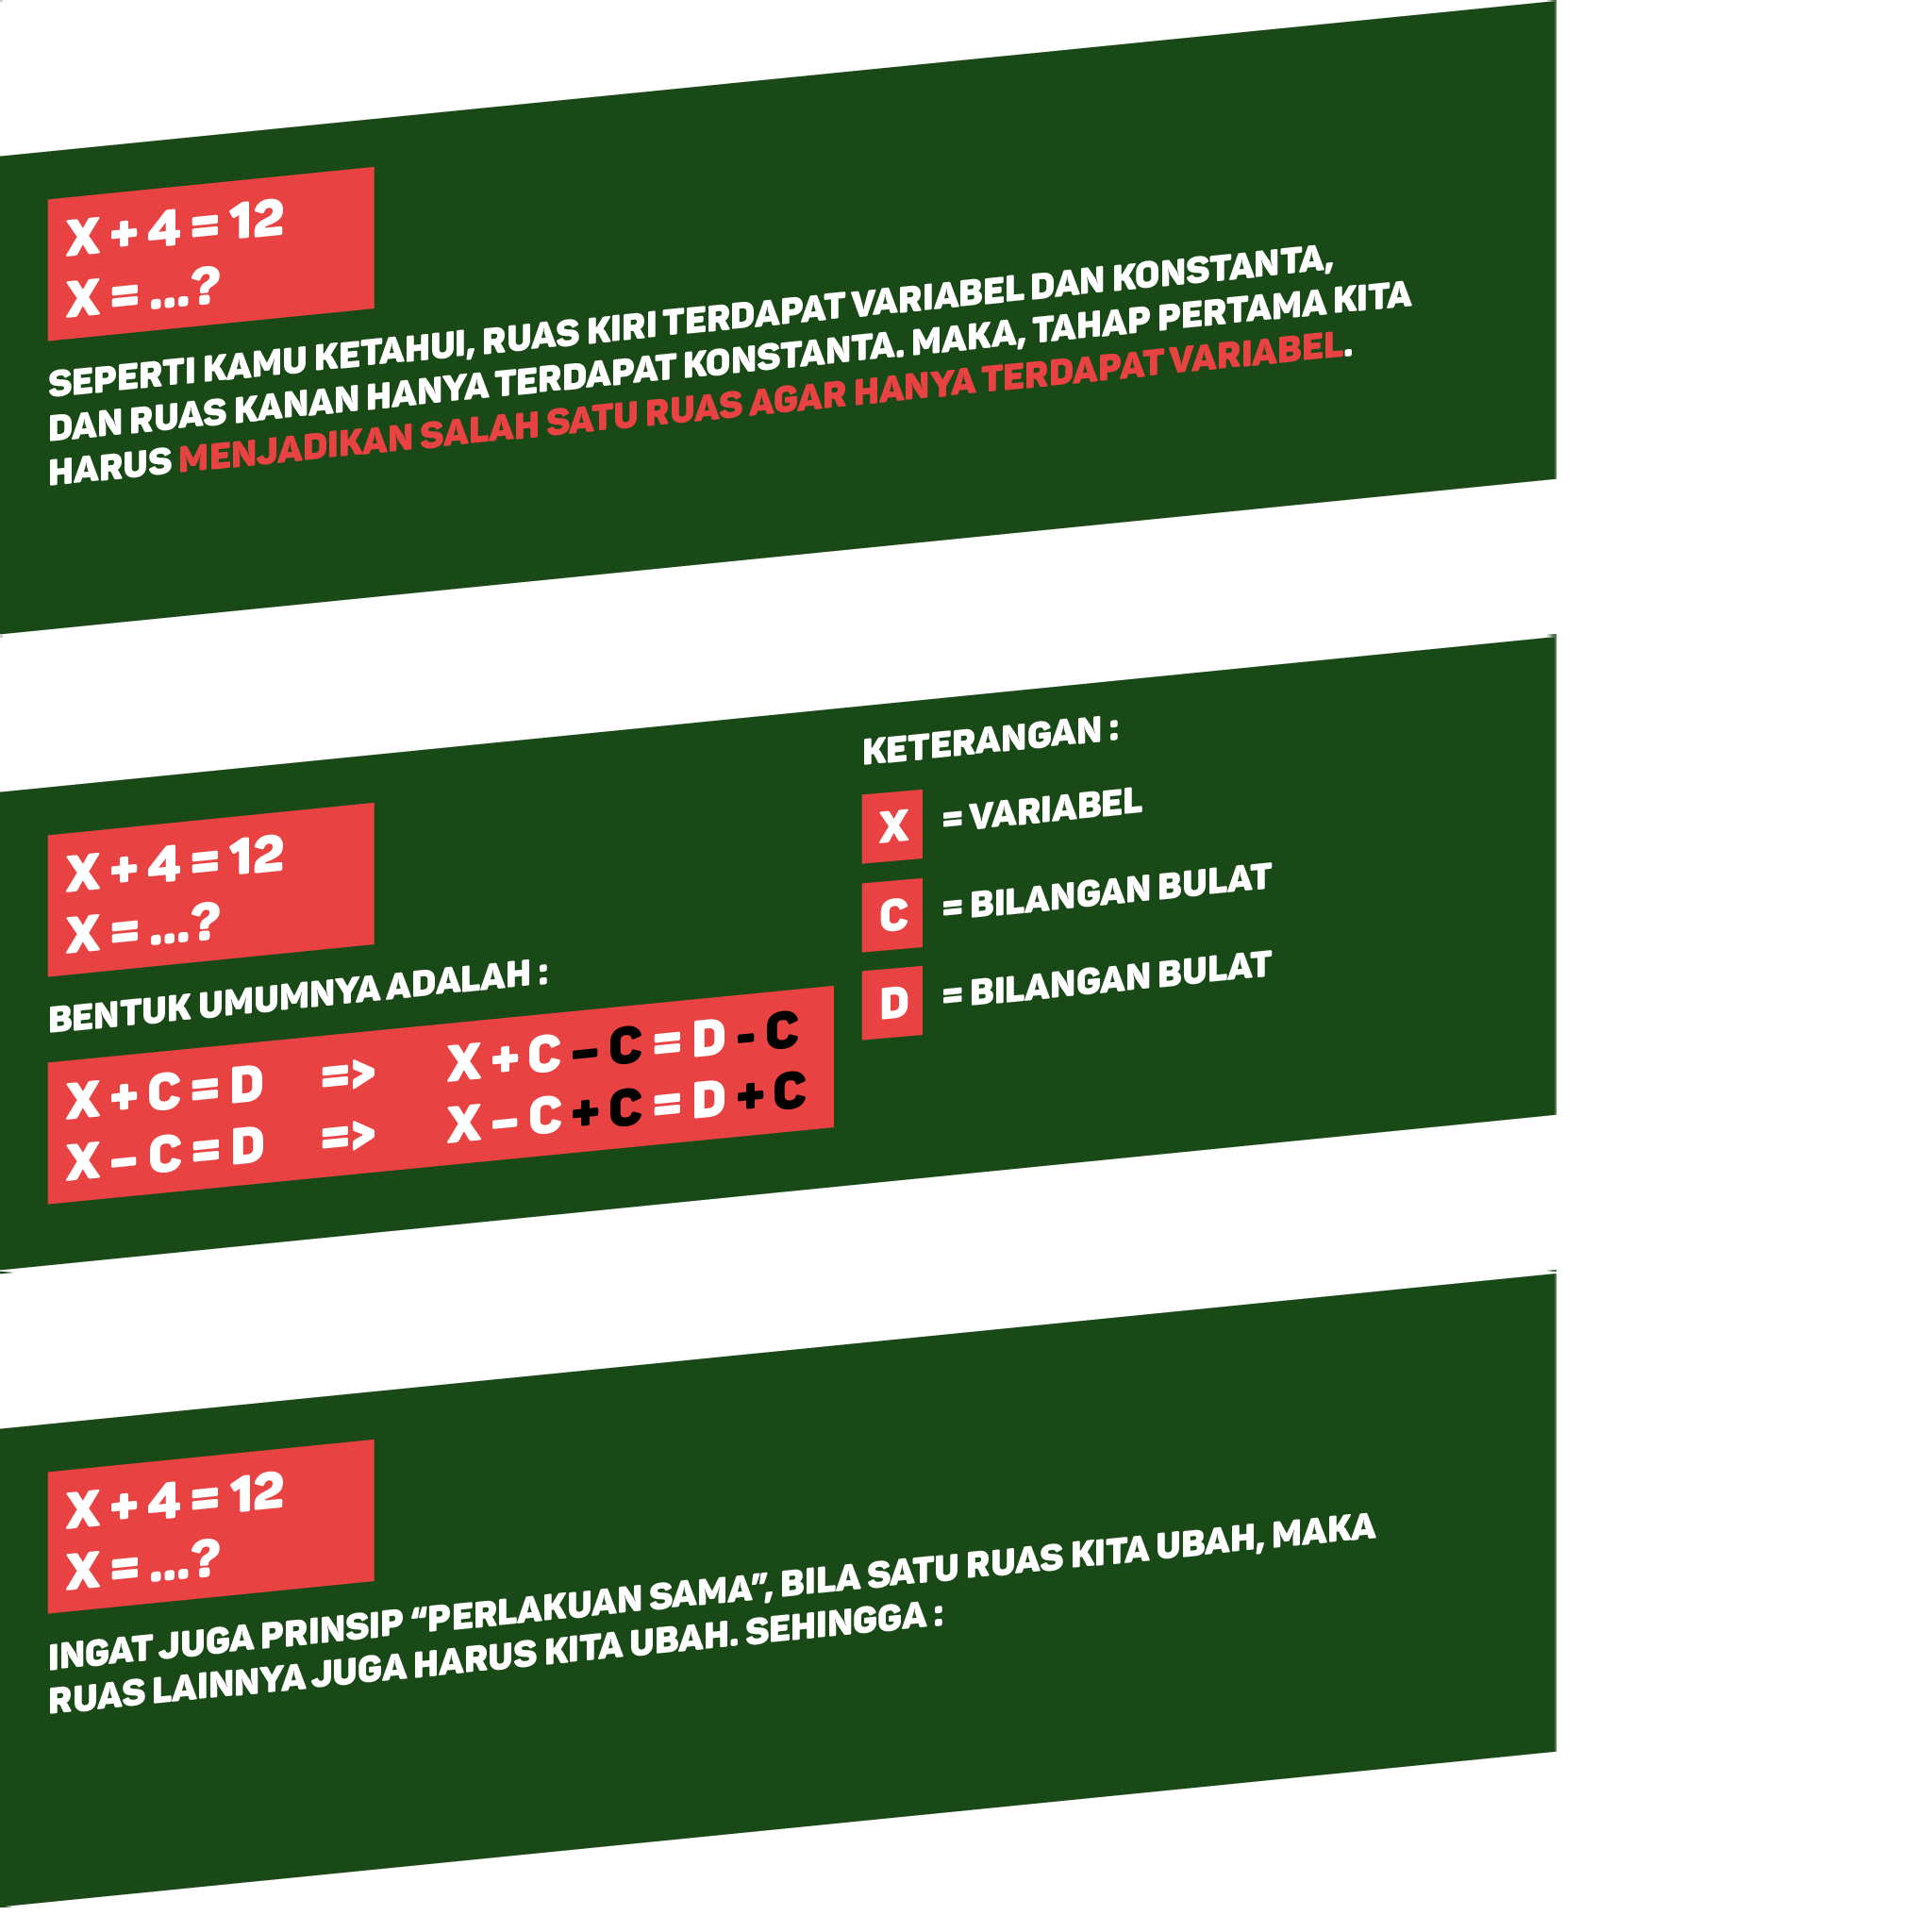 X + 4 = 12
X = ...?
SEPERTI KAMU KETAHUI, RUAS KIRI TERDAPAT VARIABEL DAN KONSTANTA,
DAN RUAS KANAN HANYA TERDAPAT KONSTANTA. MAKA, TAHAP PERTAMA KITA
HARUS MENJADIKAN SALAH SATU RUAS AGAR HANYA TERDAPAT VARIABEL.
X + 4 = 12
X = ...?
BENTUK UMUMNYA ADALAH :
X + C = D => X + C - C = D - C
X - C = D => X - C + C = D + C
KETERANGAN :
X = VARIABEL
C = BILANGAN BULAT
D = BILANGAN BULAT
X + 4 = 12
X = ...?
INGAT JUGA PRINSIP "PERLAKUAN SAMA", BILA SATU RUAS KITA UBAH, MAKA
RUAS LAINNYA JUGA HARUS KITA UBAH. SEHINGGA :